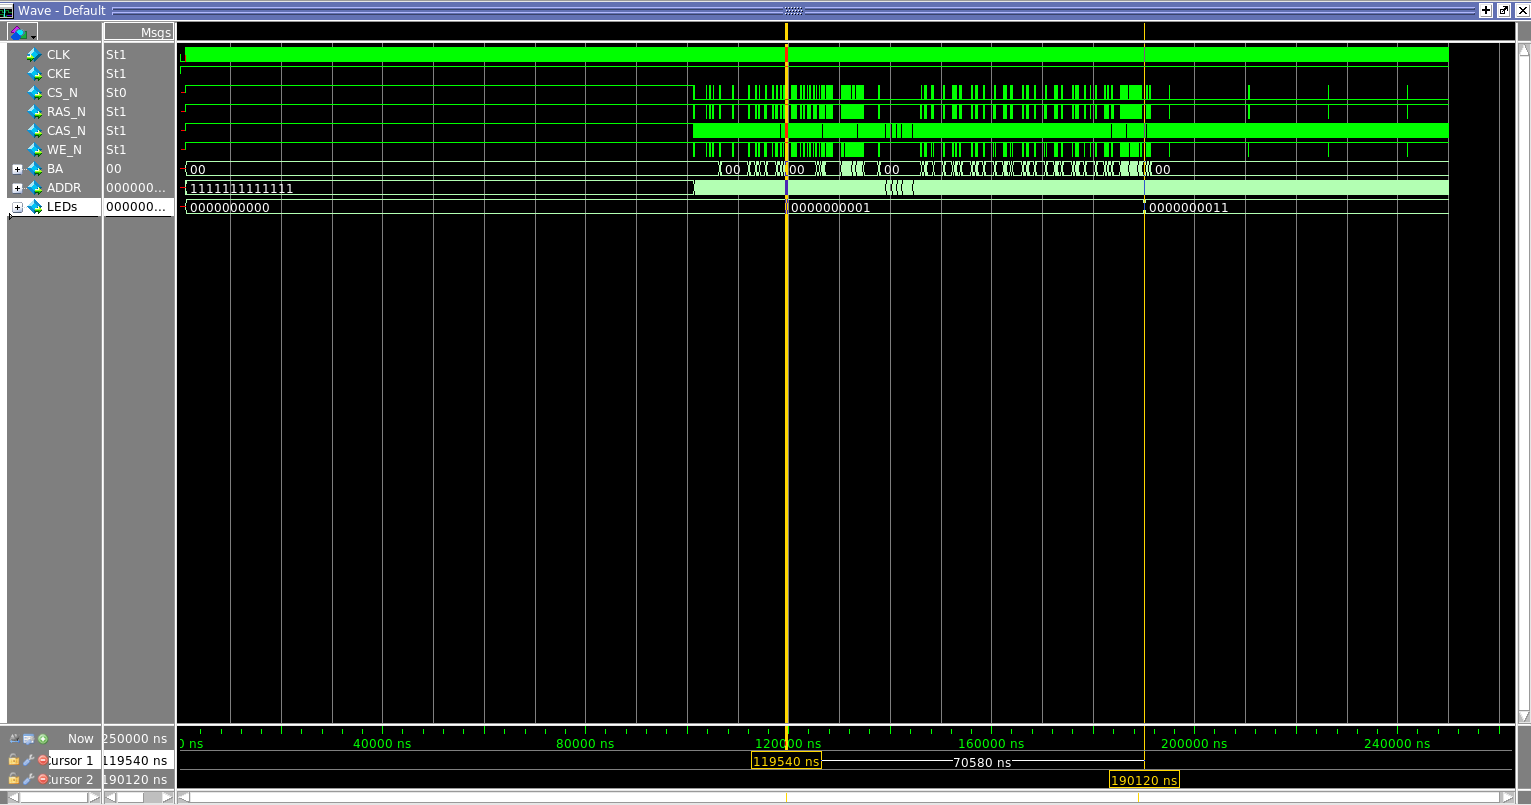 Wave - Default
Msgs
CLK St1
CKE St1
CS_N St0
RAS_N St1
CAS_N St1
WE_N St1
BA 00 00 00 00 00 00
ADDR 000000... 1111111111111
LEDs 000000... 0000000000 0000000001 0000000011
Now 250000 ns 0 ns 40000 ns 80000 ns 120000 ns 160000 ns 200000 ns 240000 ns
Cursor 1 119540 ns 119540 ns 70580 ns
Cursor 2 190120 ns 190120 ns